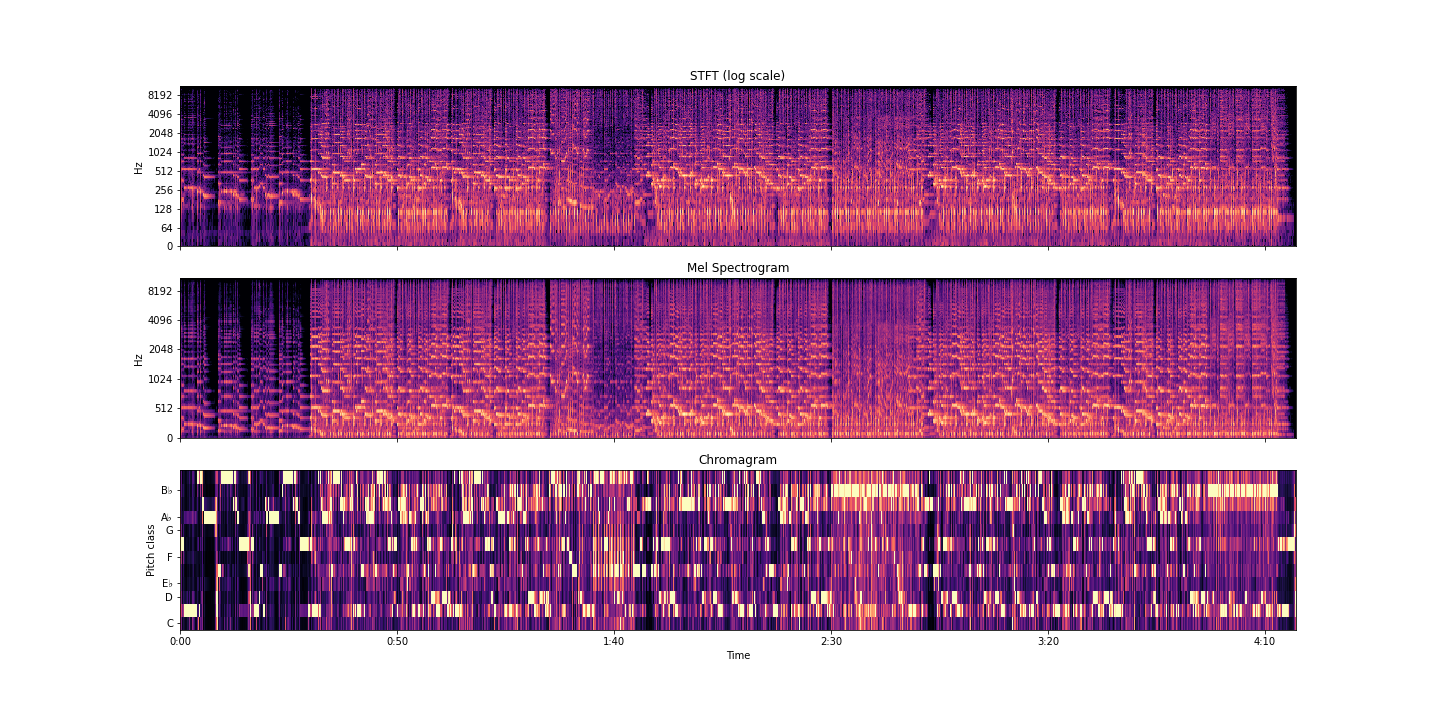 STFT (log scale)
8192
4096
2048
1024
512
256
128
64
0
Hz
Mel Spectrogram
8192
4096
2048
1024
512
0
Hz
Chromagram
B♭
A♭
G
F
E♭
D
C
Pitch class
0:00 0:50 1:40 2:30 3:20 4:10
Time